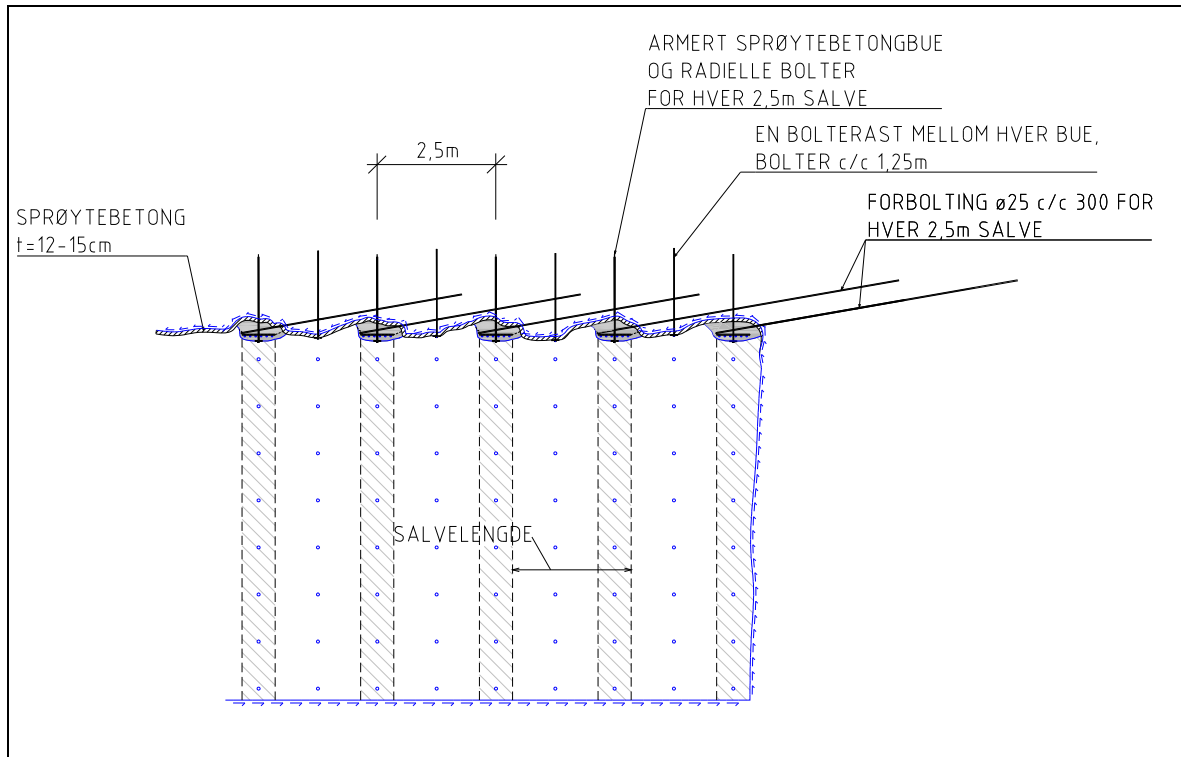 ARMERT SPRØYTEBETONGBUE
OG RADIELLE BOLTER
FOR HVER 2,5m SALVE
EN BOLTERAST MELLOM HVER BUE,
BOLTER c/c 1,25m
2,5m
FORBOLTING ø25 c/c 300 FOR
HVER 2,5m SALVE
SPRØYTEBETONG
t=12-15cm
SALVELENGDE